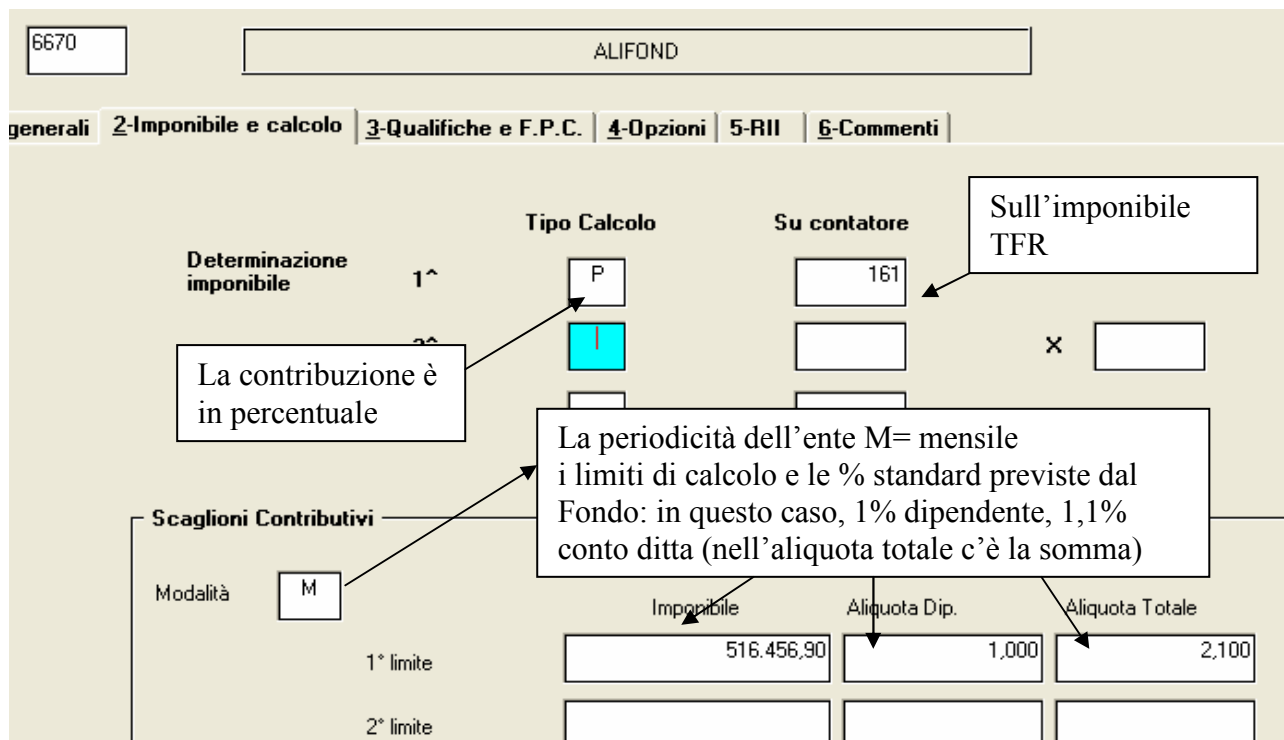 6670
ALIFOND
generali 2-Imponibile e calcolo 3-Qualifiche e F.P.C. 4-Opzioni 5-RII 6-Commenti
Tipo Calcolo Su contatore
Sull’imponibile
TFR
Determinazione
imponibile 1^ P 161
X
La contribuzione è
in percentuale
La periodicità dell’ente M= mensile
i limiti di calcolo e le % standard previste dal
Fondo: in questo caso, 1% dipendente, 1,1%
conto ditta (nell’aliquota totale c’è la somma)
Scaglioni Contributivi
Modalità M
Imponibile Aliquota Dip. Aliquota Totale
1° limite 516.456,90 1,000 2,100
2° limite